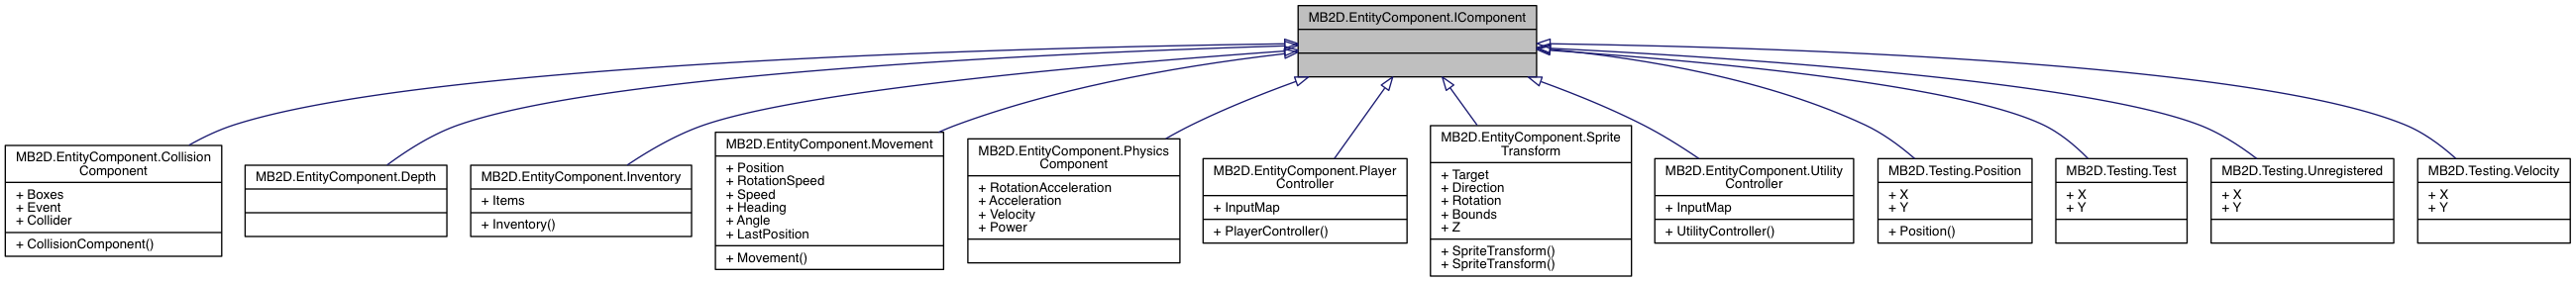 MB2D.EntityComponent.IComponent
MB2D.EntityComponent.Collision
Component
+ Boxes
+ Event
+ Collider
+ CollisionComponent()
MB2D.EntityComponent.Depth
MB2D.EntityComponent.Inventory
+ Items
+ Inventory()
MB2D.EntityComponent.Movement
+ Position
+ RotationSpeed
+ Speed
+ Heading
+ Angle
+ LastPosition
+ Movement()
MB2D.EntityComponent.Physics
Component
+ RotationAcceleration
+ Acceleration
+ Velocity
+ Power
MB2D.EntityComponent.Player
Controller
+ InputMap
+ PlayerController()
MB2D.EntityComponent.Sprite
Transform
+ Target
+ Direction
+ Rotation
+ Bounds
+ Z
+ SpriteTransform()
+ SpriteTransform()
MB2D.EntityComponent.Utility
Controller
+ InputMap
+ UtilityController()
MB2D.Testing.Position
+ X
+ Y
+ Position()
MB2D.Testing.Test
+ X
+ Y
MB2D.Testing.Unregistered
+ X
+ Y
MB2D.Testing.Velocity
+ X
+ Y